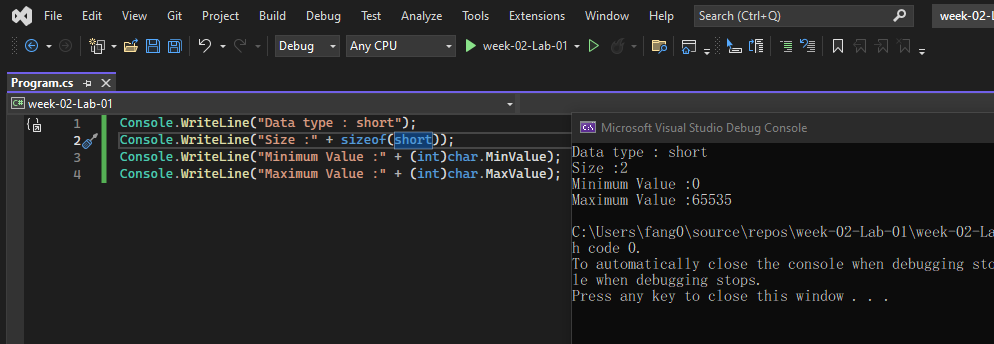 File Edit View Git Project Build Debug Test Analyze Tools Extensions Window Help Search (Ctrl+Q) week-02-L
Debug Any CPU week-02-Lab-01
Program.cs
C# week-02-Lab-01
1 Console.WriteLine("Data type : short");
2 Console.WriteLine("Size :" + sizeof(short));
3 Console.WriteLine("Minimum Value :" + (int)char.MinValue);
4 Console.WriteLine("Maximum Value :" + (int)char.MaxValue);
Microsoft Visual Studio Debug Console
Data type : short
Size :2
Minimum Value :0
Maximum Value :65535
C:\Users\fang0\source\repos\week-02-Lab-01\week-02-La
h code 0.
To automatically close the console when debugging sto
le when debugging stops.
Press any key to close this window . . .